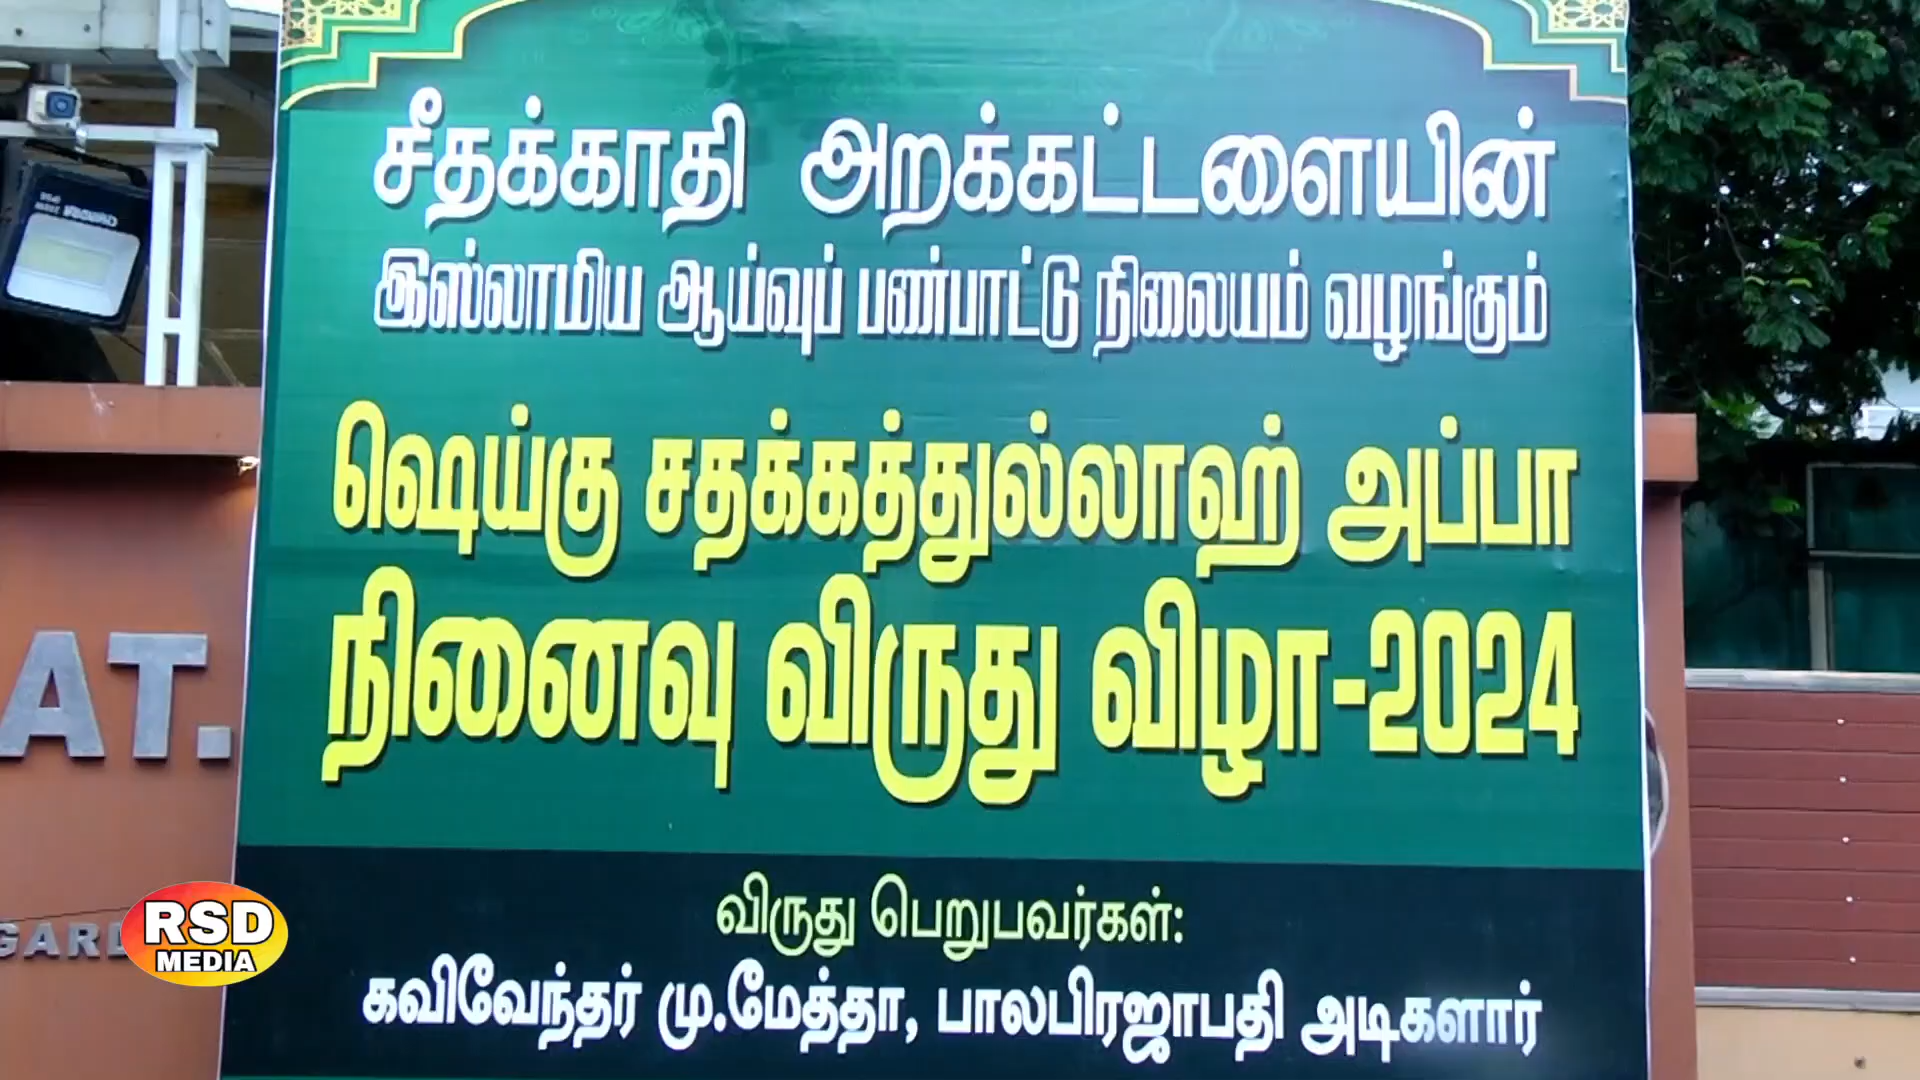 சீதக்காதி அறக்கட்டளையின்
இஸ்லாமிய ஆய்வுப் பண்பாட்டு நிலையம் வழங்கும்
ஷெய்கு சதக்கத்துல்லாஹ் அப்பா
நினைவு விருது விழா-2024
விருது பெறுபவர்கள்:
கவிவேந்தர் மு.மேத்தா, பாலபிரஜாபதி அடிகளார்
AT.
GARD
RSD
MEDIA